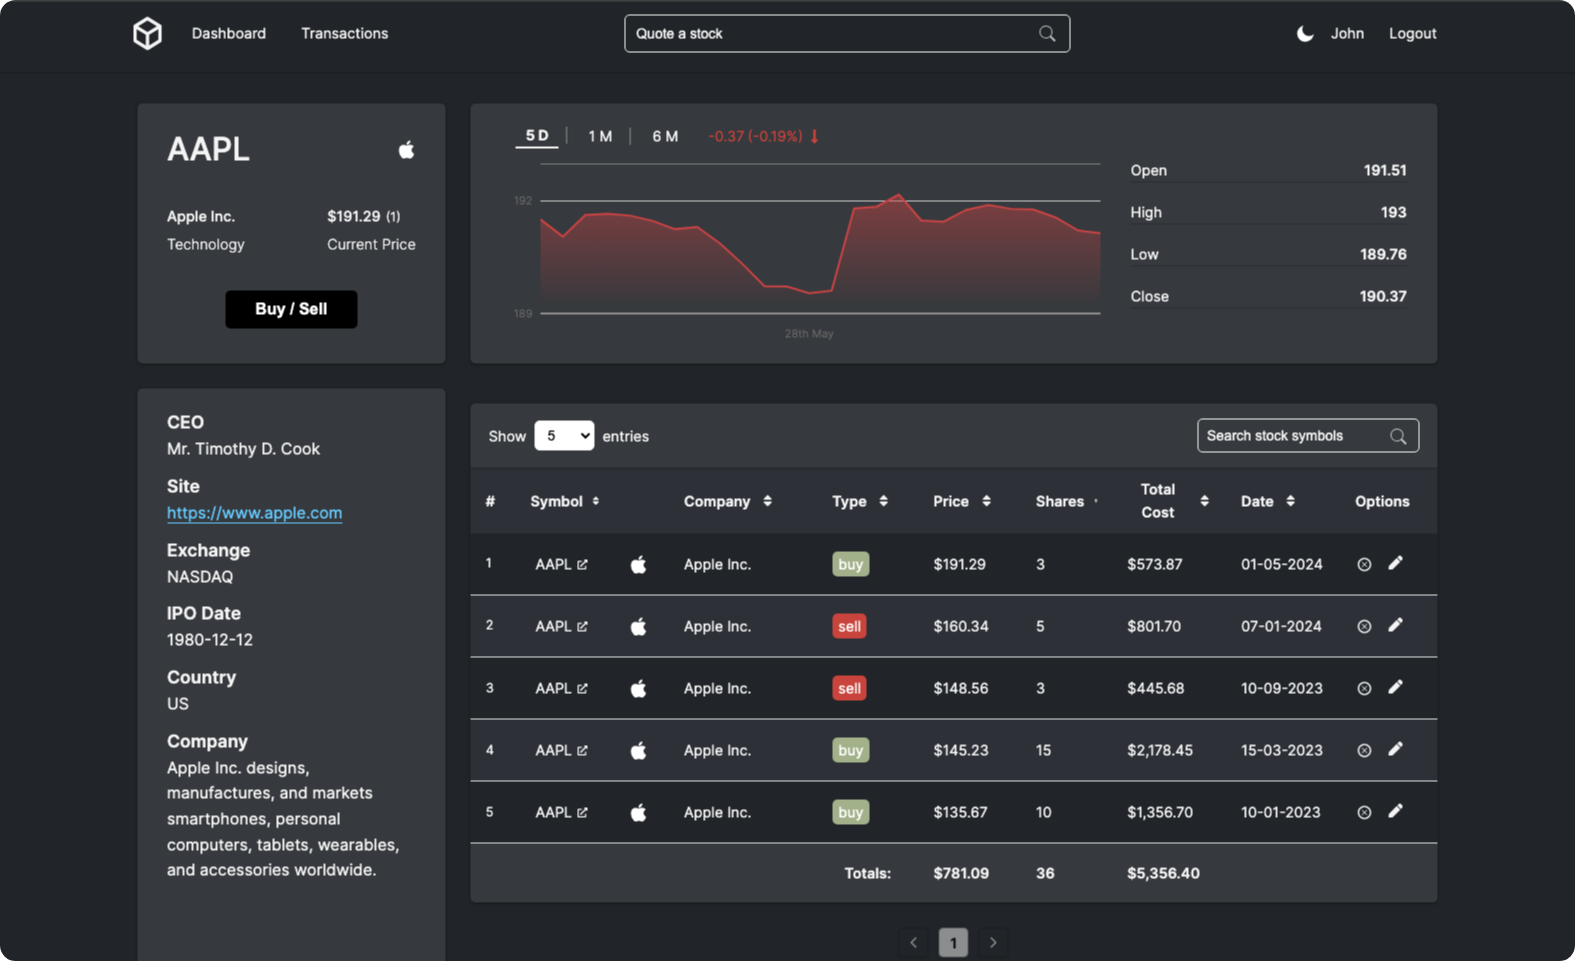 Dashboard Transactions Quote a stock John Logout
AAPL
Apple Inc. $191.29 (1)
Technology Current Price
Buy / Sell
5 D 1 M 6 M -0.37 (-0.19%)
192
189
28th May
Open 191.51
High 193
Low 189.76
Close 190.37
CEO
Mr. Timothy D. Cook
Site
https://www.apple.com
Exchange
NASDAQ
IPO Date
1980-12-12
Country
US
Company
Apple Inc. designs,
manufactures, and markets
smartphones, personal
computers, tablets, wearables,
and accessories worldwide.
Show 5 entries Search stock symbols
# Symbol Company Type Price Shares Total Cost Date Options
1 AAPL Apple Inc. buy $191.29 3 $573.87 01-05-2024
2 AAPL Apple Inc. sell $160.34 5 $801.70 07-01-2024
3 AAPL Apple Inc. sell $148.56 3 $445.68 10-09-2023
4 AAPL Apple Inc. buy $145.23 15 $2,178.45 15-03-2023
5 AAPL Apple Inc. buy $135.67 10 $1,356.70 10-01-2023
Totals: $781.09 36 $5,356.40
1